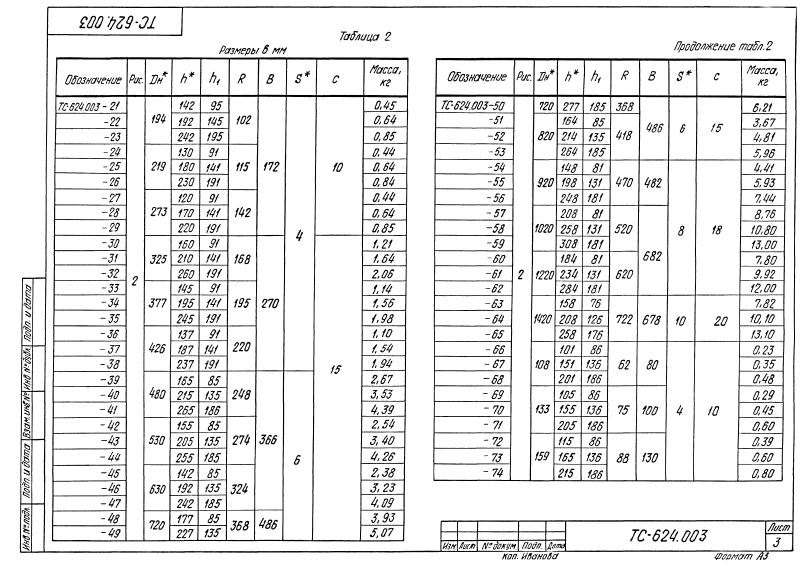 ТС-624.003
Таблица 2
Размеры в мм
Обозначение Рис. Dн* h* h₁ R B S* c Масса, кг
ТС-624.003-21 2 194 142 95 102 172 4 10 0,45
-22 192 145 0,64
-23 242 195 0,85
-24 219 130 91 115 0,44
-25 180 141 0,64
-26 230 191 0,84
-27 273 120 91 142 0,44
-28 170 141 0,64
-29 220 191 0,85
-30 325 160 91 168 270 15 1,21
-31 210 141 1,64
-32 260 191 2,06
-33 377 145 91 195 1,14
-34 195 141 1,56
-35 245 191 1,98
-36 426 137 91 220 1,10
-37 187 141 1,54
-38 237 191 1,94
-39 480 165 85 248 366 6 2,67
-40 215 135 3,53
-41 265 186 4,39
-42 530 155 85 274 2,54
-43 205 135 3,40
-44 255 185 4,26
-45 630 142 85 324 2,38
-46 192 135 3,23
-47 242 185 4,09
-48 720 177 85 368 486 3,93
-49 227 135 5,07
Продолжение табл.2
Обозначение Рис. Dн* h* h₁ R B S* c Масса, кг
ТС-624.003-50 2 720 277 185 368 486 6 15 6,21
-51 820 164 85 418 3,67
-52 214 135 4,81
-53 264 185 5,96
-54 920 148 81 470 482 8 18 4,41
-55 198 131 5,93
-56 248 181 7,44
-57 1020 208 81 520 682 8,76
-58 258 131 10,80
-59 308 181 13,00
-60 1220 184 81 620 7,80
-61 234 131 9,92
-62 284 181 12,00
-63 1420 158 76 722 678 10 20 7,82
-64 208 126 10,10
-65 258 176 13,10
-66 108 101 86 62 80 4 10 0,23
-67 151 136 0,35
-68 201 186 0,48
-69 133 105 86 75 100 0,29
-70 155 136 0,45
-71 205 186 0,60
-72 159 115 86 88 130 0,39
-73 165 136 0,60
-74 215 186 0,80
Инв.№подл. Подп. и дата Взам.инв№ Инв№дубл. Подп. и дата
Изм Лист №докум Подп. Дата
ТС-624.003
Лист
3
Коп. Иванова
Формат А3